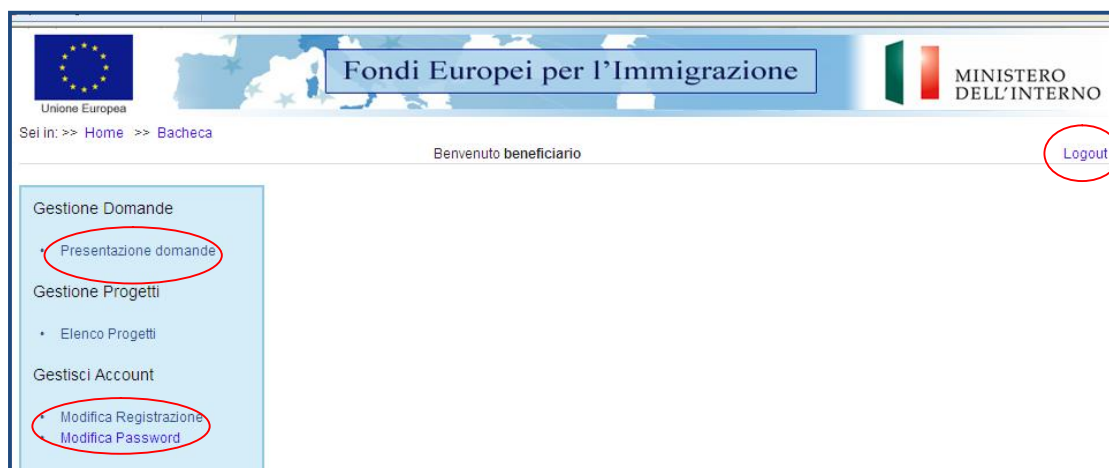 Unione Europea
Fondi Europei per l'Immigrazione
MINISTERO
DELL'INTERNO
Sei in: >> Home >> Bacheca
Benvenuto beneficiario
Logout
Gestione Domande
• Presentazione domande
Gestione Progetti
• Elenco Progetti
Gestisci Account
• Modifica Registrazione
• Modifica Password